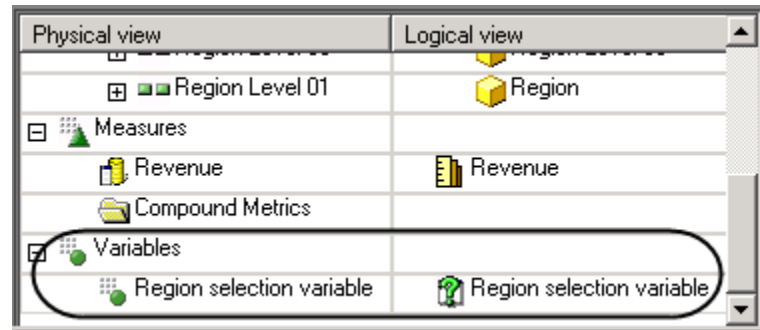 Physical view Logical view
Region Level 01 Region
Measures
Revenue Revenue
Compound Metrics
Variables
Region selection variable Region selection variable